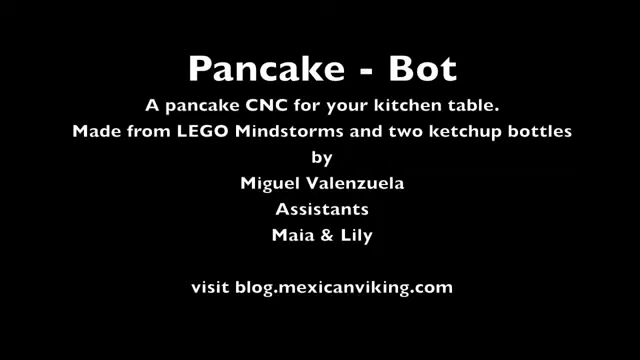 Pancake - Bot
A pancake CNC for your kitchen table.
Made from LEGO Mindstorms and two ketchup bottles
by
Miguel Valenzuela
Assistants
Maia & Lily
visit blog.mexicanviking.com